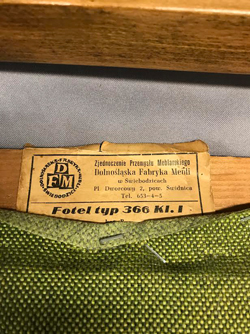 Zjednoczenie Przemysłu Meblarskiego
Dolnośląska Fabryka Mebli
w Świebodzicach
Pl. Dworcowy 2, pow. Świdnica
Tel. 453-4-5
DFM
Fotel typ 366 Kl. I